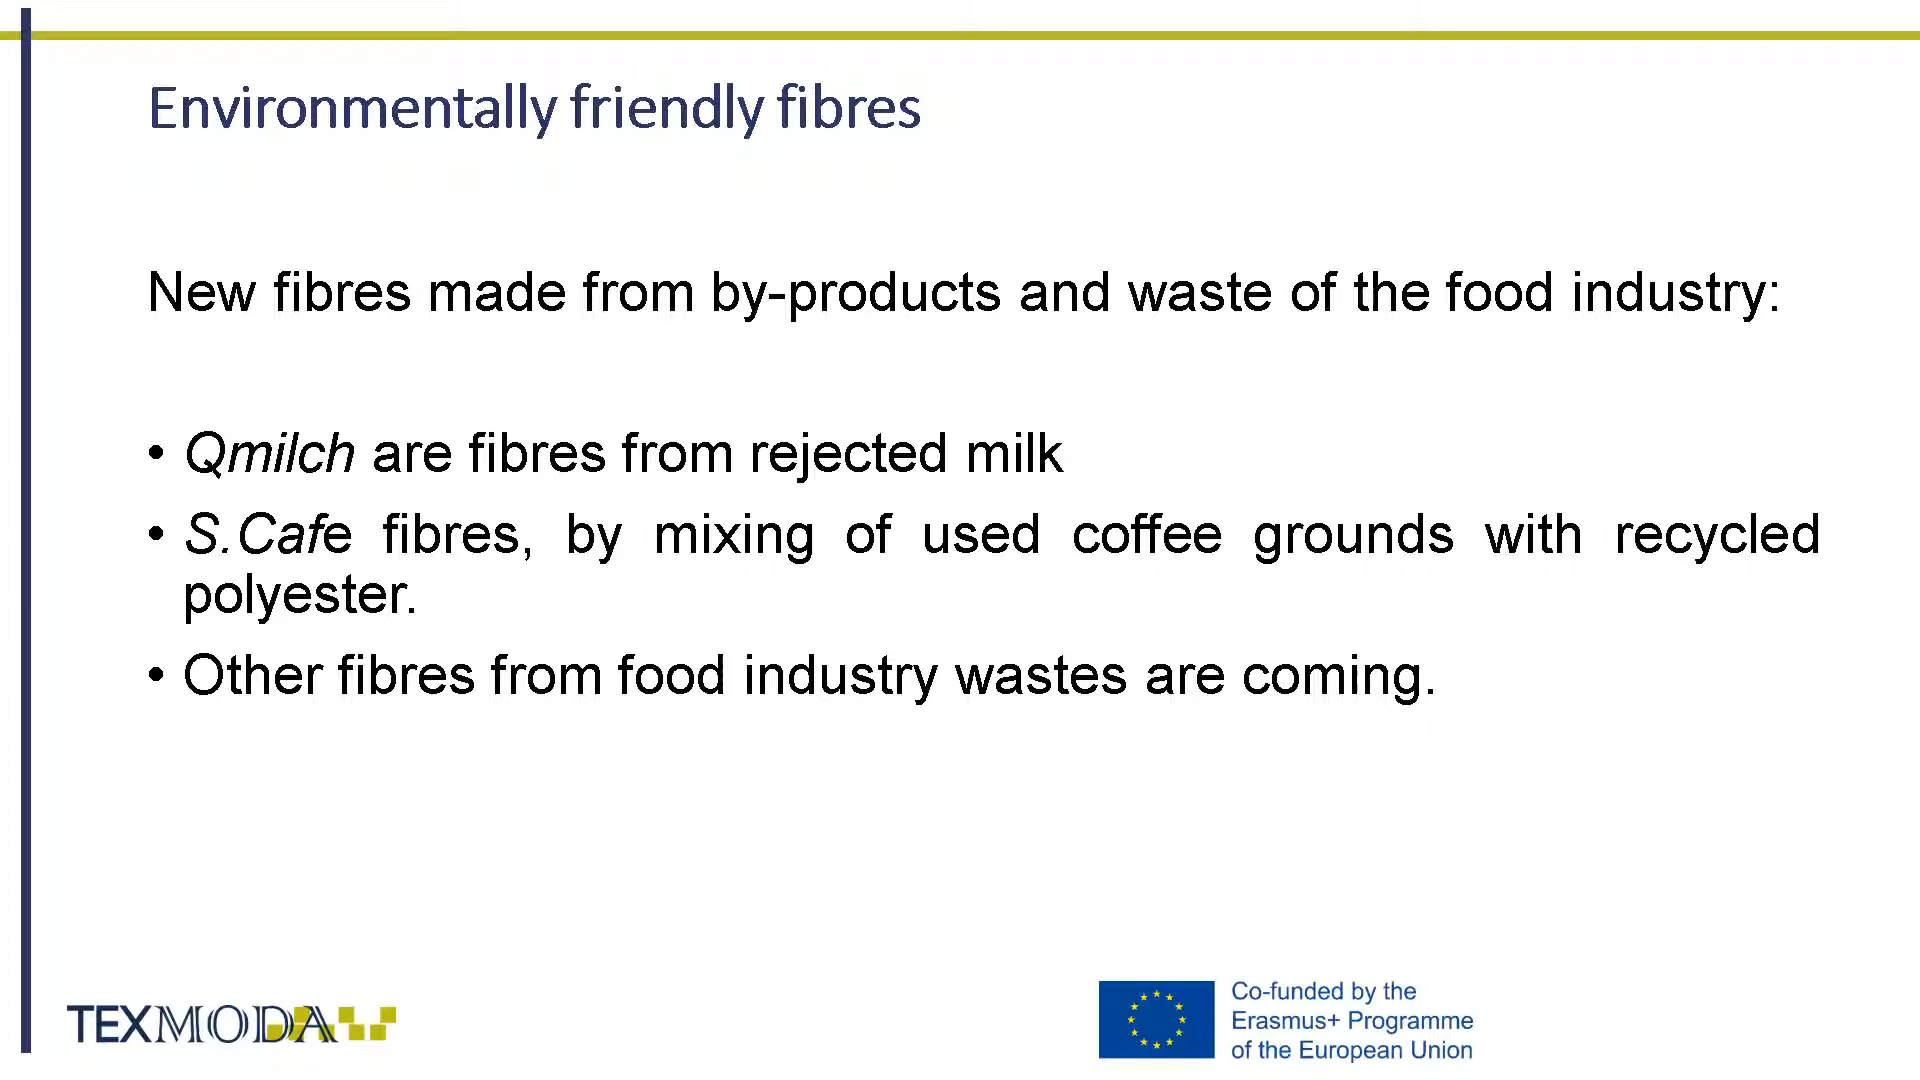 Environmentally friendly fibres
New fibres made from by-products and waste of the food industry:
• Qmilch are fibres from rejected milk
• S.Cafe fibres, by mixing of used coffee grounds with recycled
polyester.
• Other fibres from food industry wastes are coming.
TEXMODA
Co-funded by the
Erasmus+ Programme
of the European Union